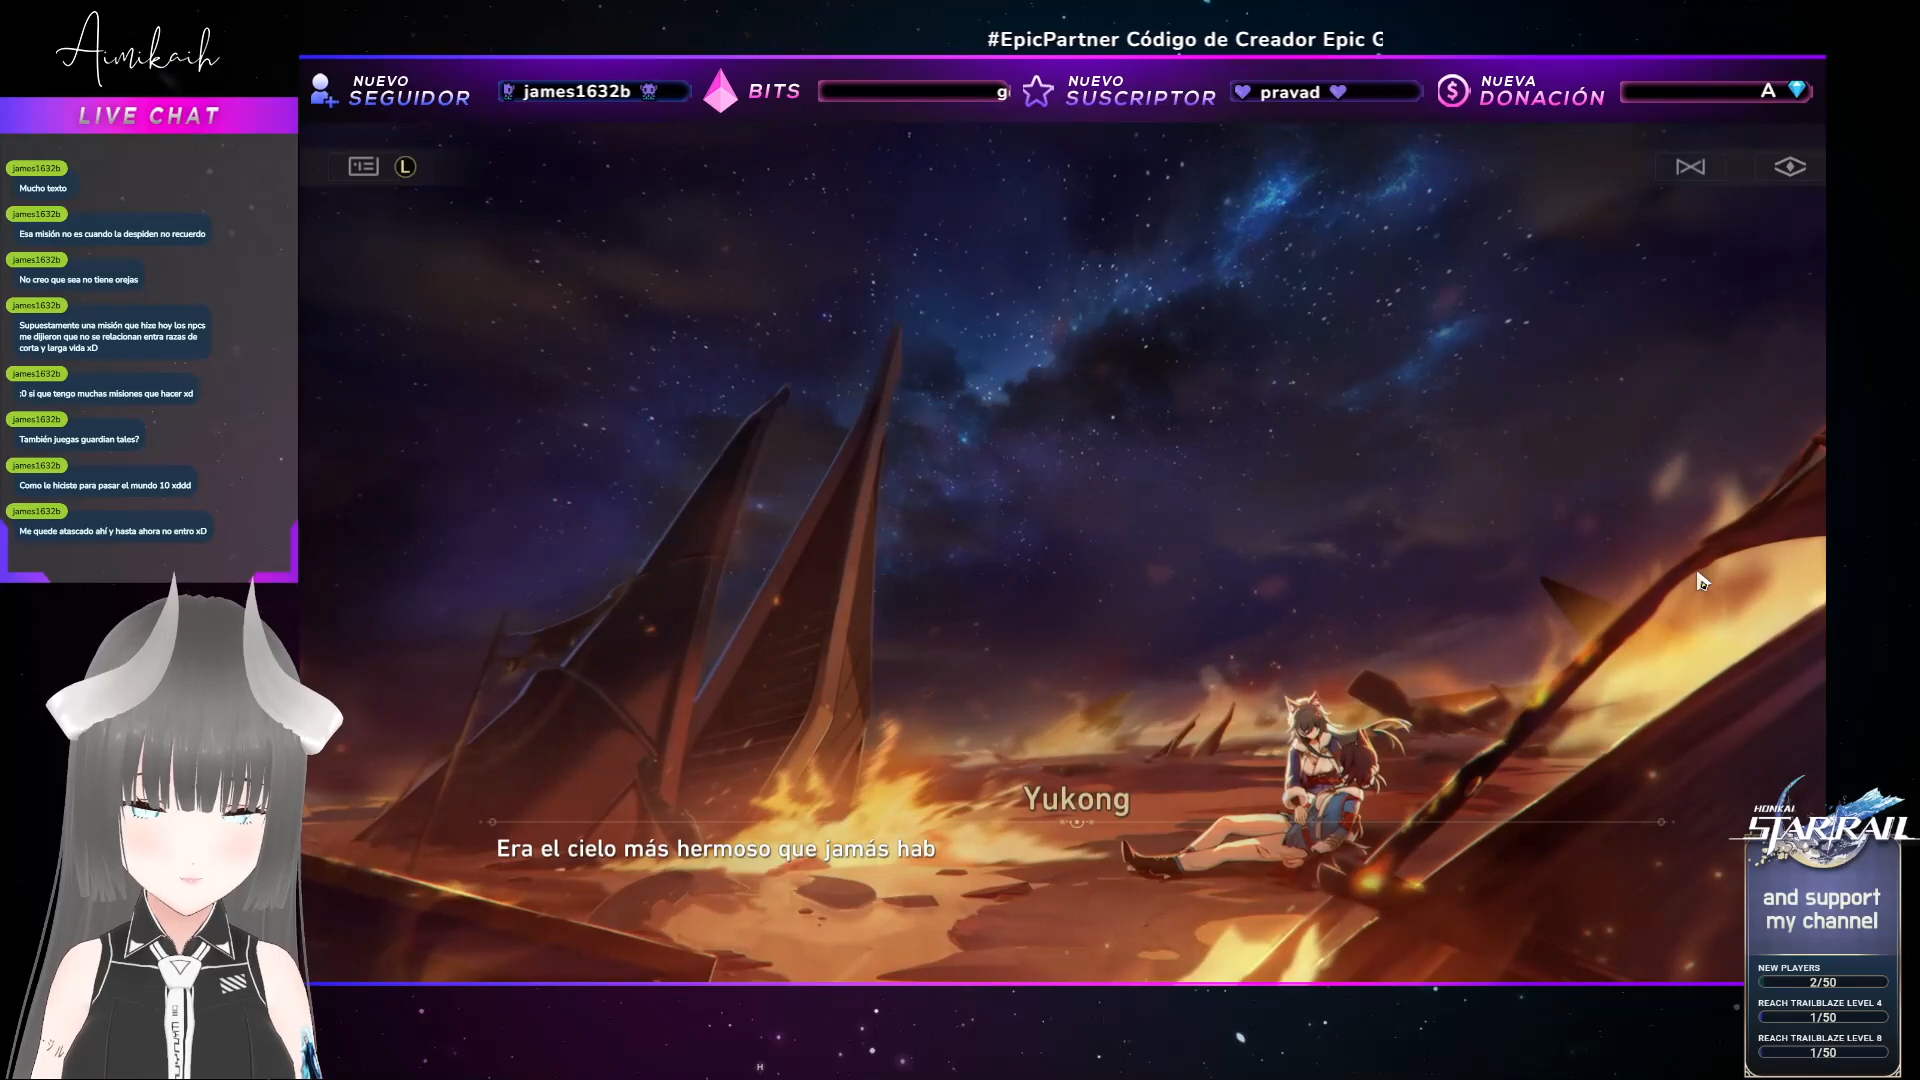 Aimikaih
#EpicPartner Código de Creador Epic G
NUEVO
SEGUIDOR
james1632b
BITS
g
NUEVO
SUSCRIPTOR
pravad
NUEVA
DONACIÓN
A
LIVE CHAT
L
james1632b
Mucho texto
james1632b
Esa misión no es cuando la despiden no recuerdo
james1632b
No creo que sea no tiene orejas
james1632b
Supuestamente una misión que hize hoy los npcs
me dijieron que no se relacionan entra razas de
corta y larga vida xD
james1632b
:0 si que tengo muchas misiones que hacer xd
james1632b
También juegas guardian tales?
james1632b
Como le hiciste para pasar el mundo 10 xddd
james1632b
Me quede atascado ahí y hasta ahora no entro xD
Yukong
Era el cielo más hermoso que jamás hab
HONKAI
STAR RAIL
and support
my channel
NEW PLAYERS
2/50
REACH TRAILBLAZE LEVEL 4
1/50
REACH TRAILBLAZE LEVEL 8
1/50